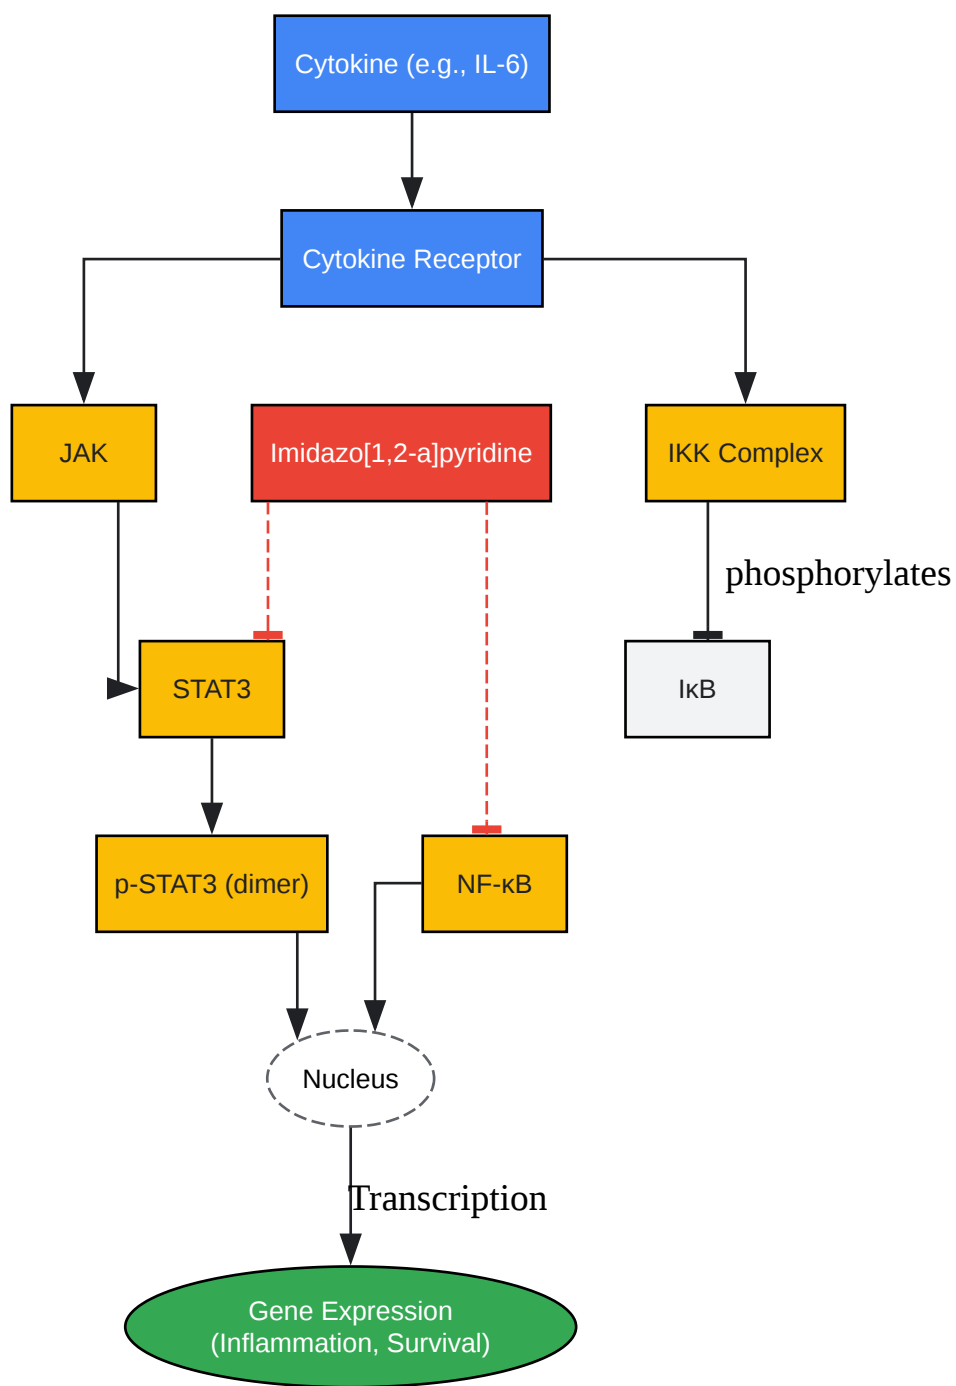 Cytokine (e.g., IL-6)
Cytokine Receptor
JAK
Imidazo[1,2-a]pyridine
IKK Complex
phosphorylates
STAT3
IκB
p-STAT3 (dimer)
NF-κB
Nucleus
Transcription
Gene Expression
(Inflammation, Survival)